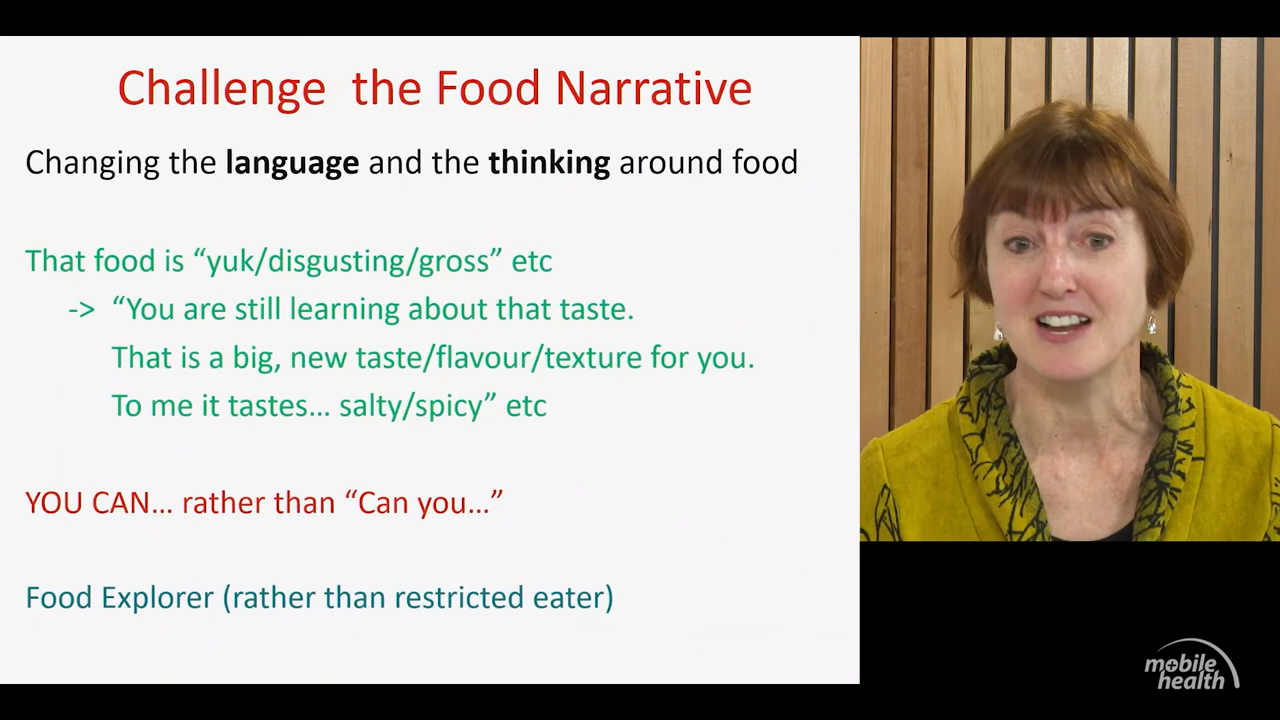 Challenge the Food Narrative
Changing the language and the thinking around food
That food is “yuk/disgusting/gross” etc
-> “You are still learning about that taste.
That is a big, new taste/flavour/texture for you.
To me it tastes... salty/spicy” etc
YOU CAN... rather than “Can you...”
Food Explorer (rather than restricted eater)
mobile
health